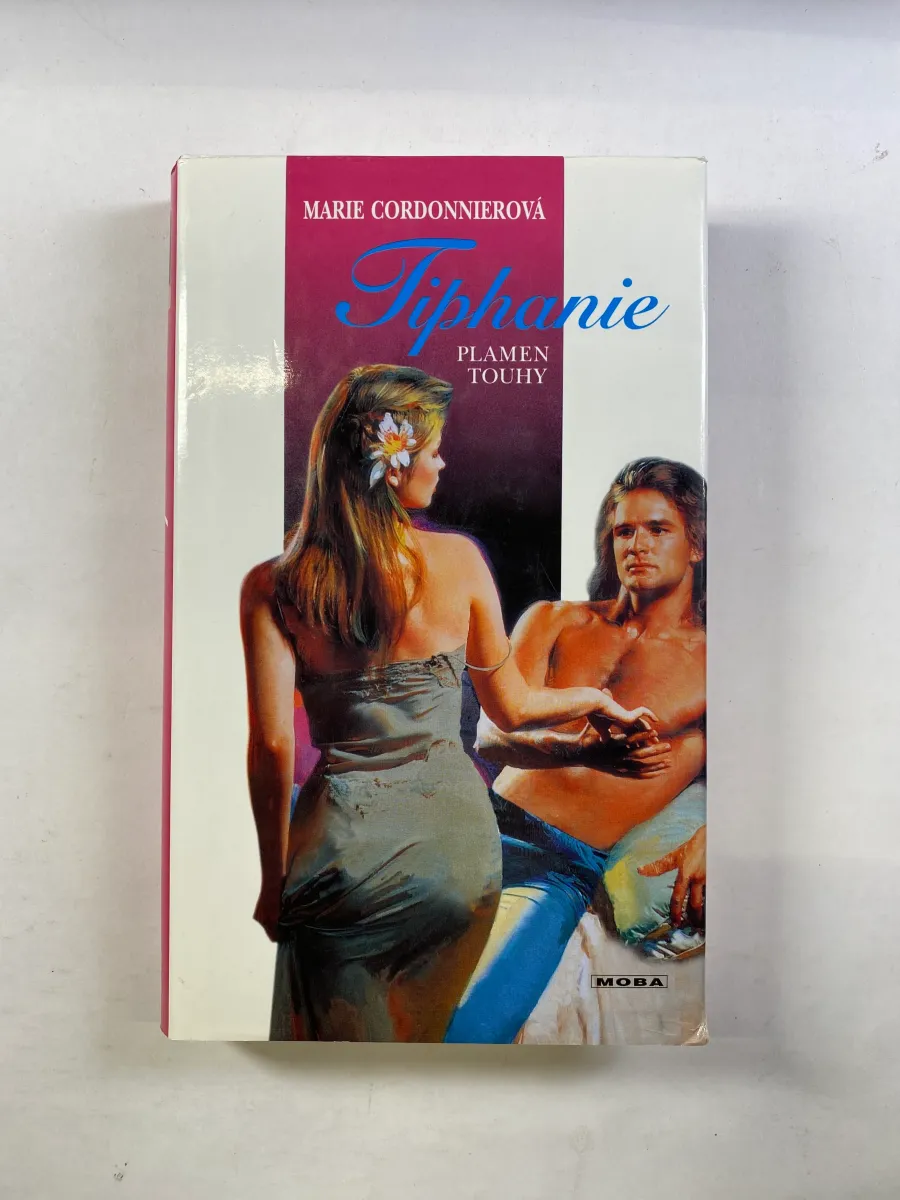 MARIE CORDONNIEROVÁ
Tiphanie
PLAMEN
TOUHY
MOBA